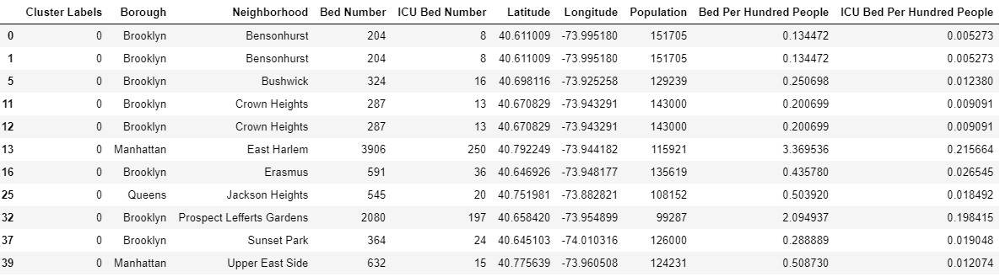 Cluster Labels Borough Neighborhood Bed Number ICU Bed Number Latitude Longitude Population Bed Per Hundred People ICU Bed Per Hundred People
0 0 Brooklyn Bensonhurst 204 8 40.611009 -73.995180 151705 0.134472 0.005273
1 0 Brooklyn Bensonhurst 204 8 40.611009 -73.995180 151705 0.134472 0.005273
5 0 Brooklyn Bushwick 324 16 40.698116 -73.925258 129239 0.250698 0.012380
11 0 Brooklyn Crown Heights 287 13 40.670829 -73.943291 143000 0.200699 0.009091
12 0 Brooklyn Crown Heights 287 13 40.670829 -73.943291 143000 0.200699 0.009091
13 0 Manhattan East Harlem 3906 250 40.792249 -73.944182 115921 3.369536 0.215664
16 0 Brooklyn Erasmus 591 36 40.646926 -73.948177 135619 0.435780 0.026545
25 0 Queens Jackson Heights 545 20 40.751981 -73.882821 108152 0.503920 0.018492
32 0 Brooklyn Prospect Lefferts Gardens 2080 197 40.658420 -73.954899 99287 2.094937 0.198415
37 0 Brooklyn Sunset Park 364 24 40.645103 -74.010316 126000 0.288889 0.019048
39 0 Manhattan Upper East Side 632 15 40.775639 -73.960508 124231 0.508730 0.012074